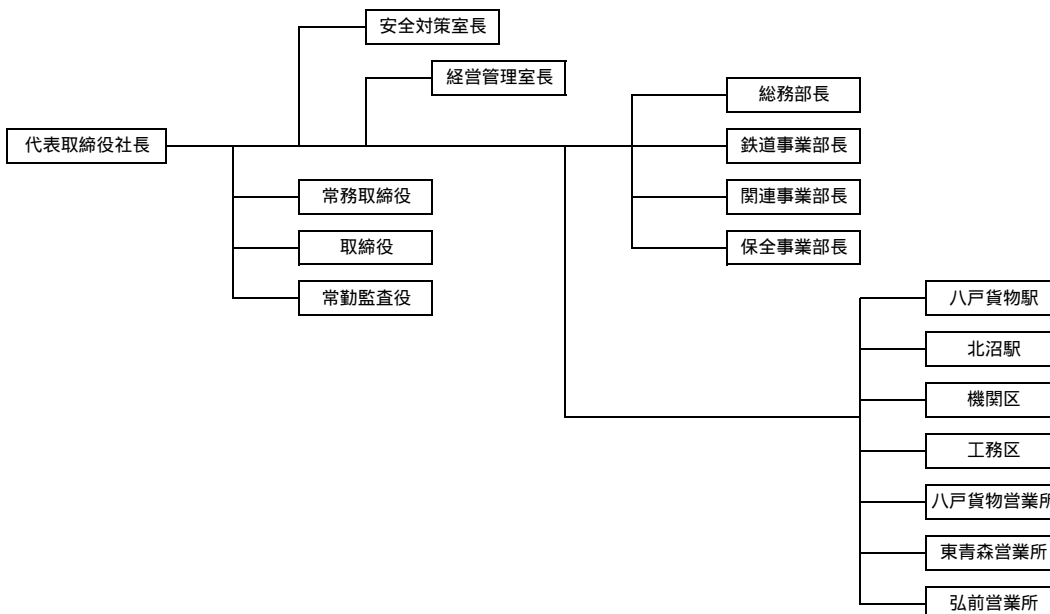 安全対策室長
経営管理室長
総務部長
代表取締役社長
鉄道事業部長
常務取締役
関連事業部長
取締役
保全事業部長
常勤監査役
八戸貨物駅
北沼駅
機関区
工務区
八戸貨物営業所
東青森営業所
弘前営業所